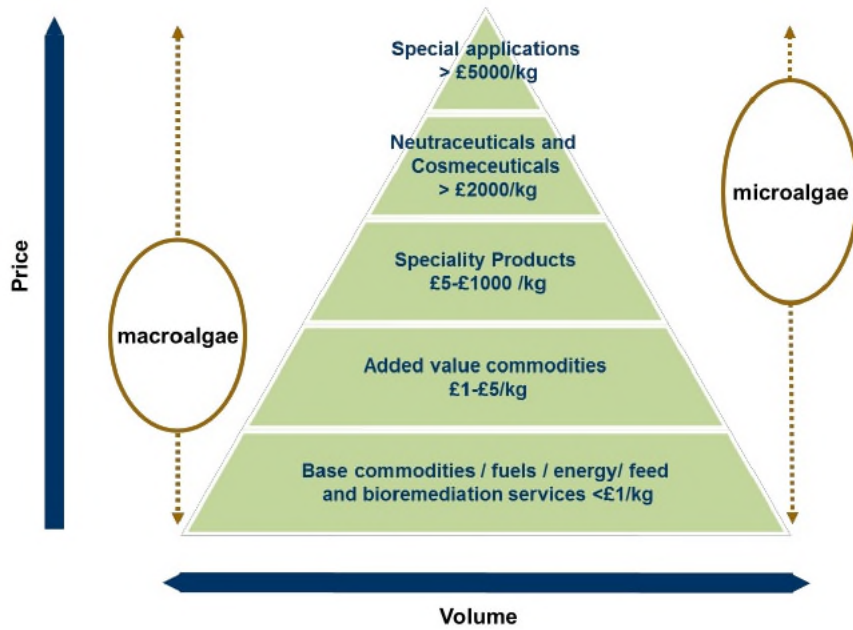 Special applications
> £5000/kg
Neutraceuticals and
Cosmeceuticals
> £2000/kg
microalgae
Speciality Products
£5-£1000 /kg
Price
macroalgae
Added value commodities
£1-£5/kg
Base commodities / fuels / energy/ feed
and bioremediation services <£1/kg
Volume